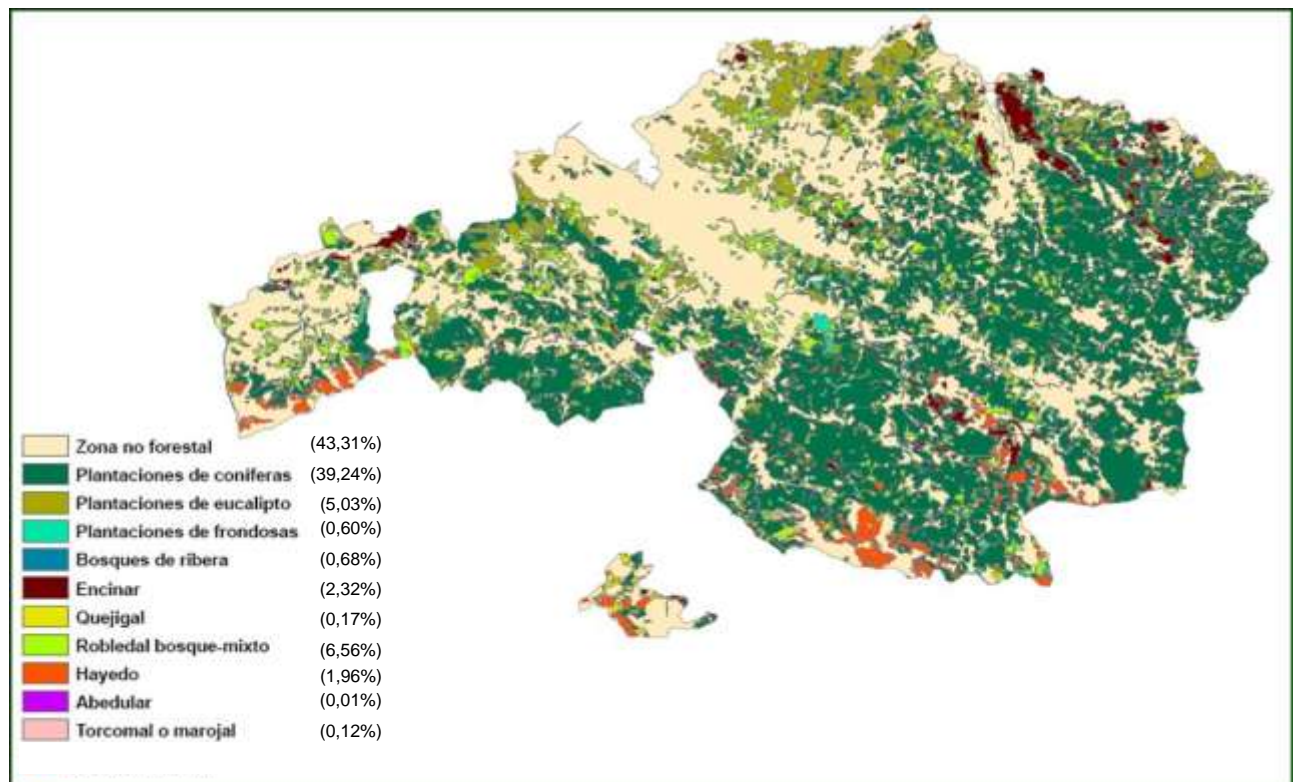 Zona no forestal (43,31%)
Plantaciones de coníferas (39,24%)
Plantaciones de eucalipto (5,03%)
Plantaciones de frondosas (0,60%)
Bosques de ribera (0,68%)
Encinar (2,32%)
Quejigal (0,17%)
Robledal bosque-mixto (6,56%)
Hayedo (1,96%)
Abedular (0,01%)
Torcomal o marojal (0,12%)